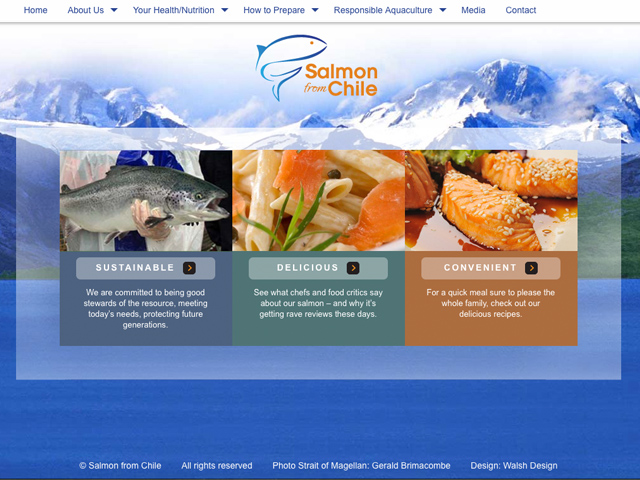 Home About Us Your Health/Nutrition How to Prepare Responsible Aquaculture Media Contact
Salmon
from Chile
SUSTAINABLE
We are committed to being good
stewards of the resource, meeting
today's needs, protecting future
generations.
DELICIOUS
See what chefs and food critics say
about our salmon – and why it's
getting rave reviews these days.
CONVENIENT
For a quick meal sure to please the
whole family, check out our
delicious recipes.
© Salmon from Chile All rights reserved Photo Strait of Magellan: Gerald Brimacombe Design: Walsh Design